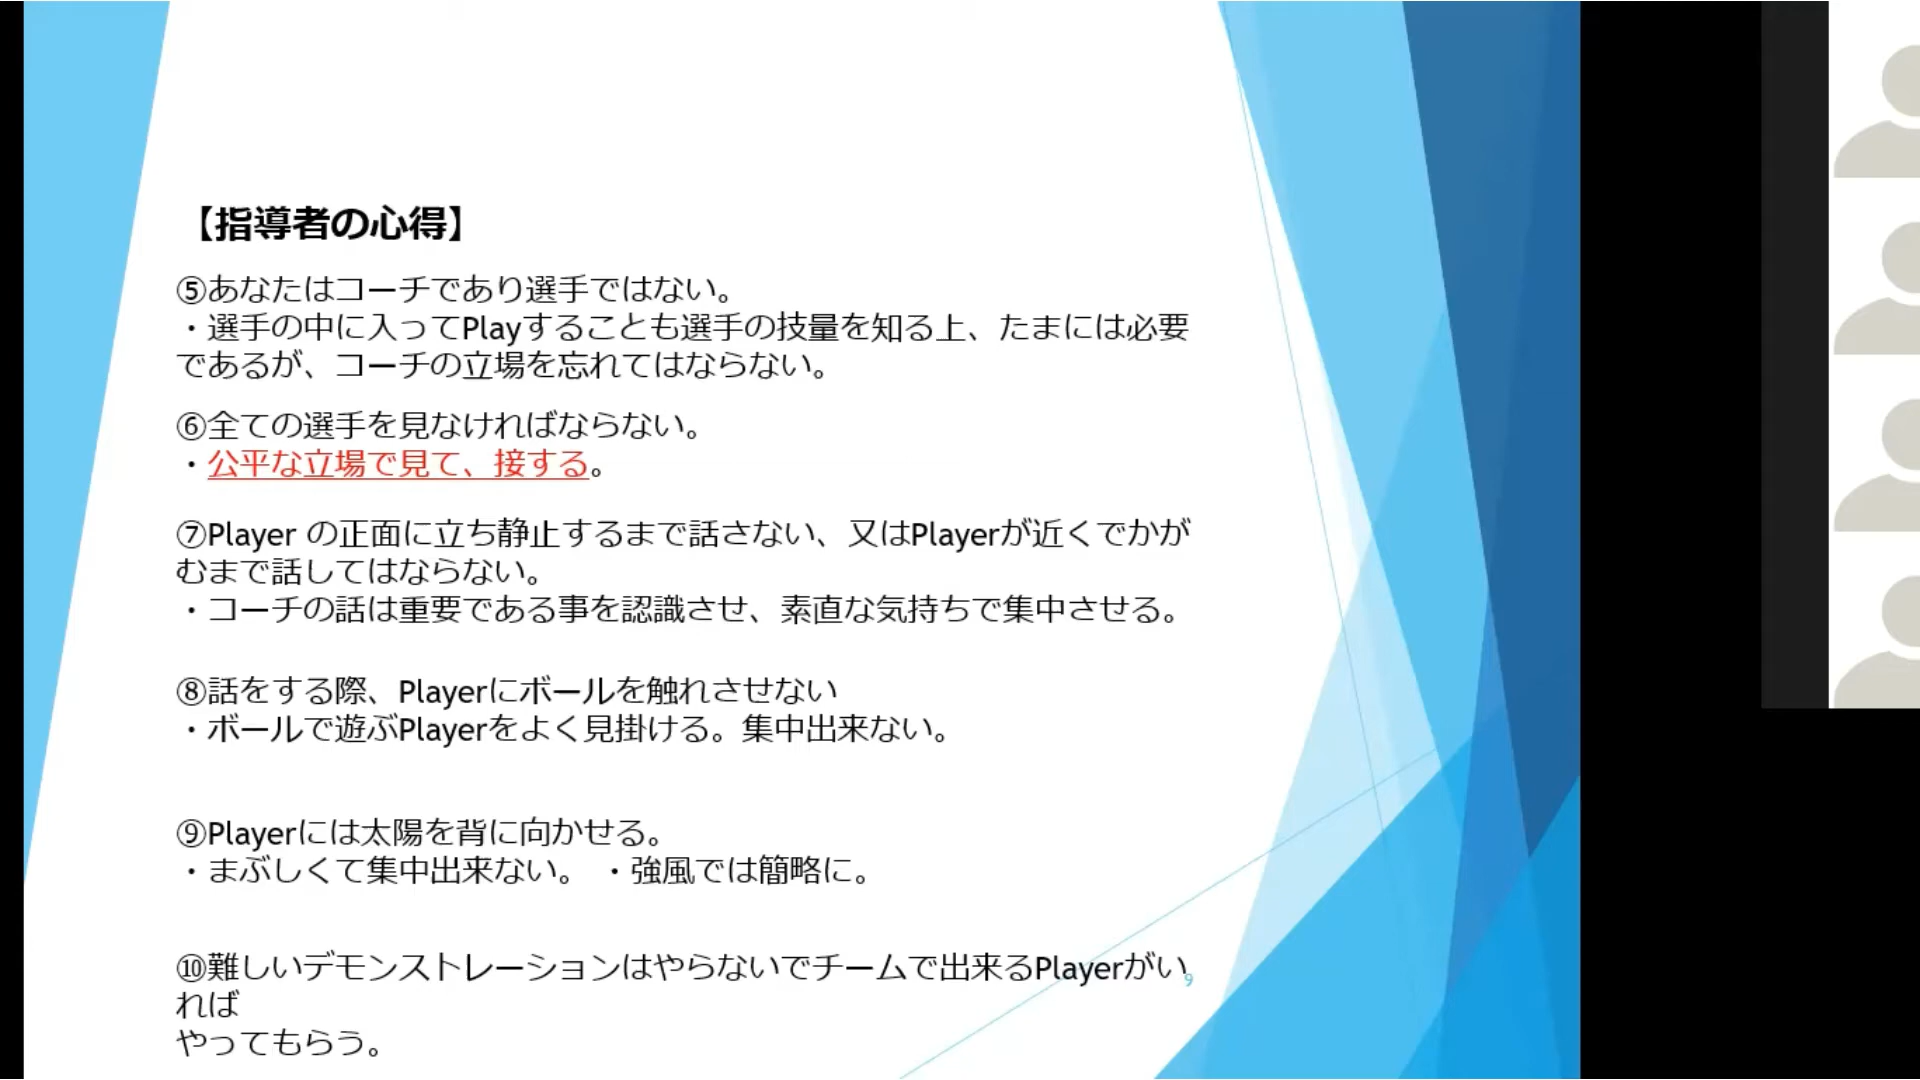 【指導者の心得】
⑤あなたはコーチであり選手ではない。
・選手の中に入ってPlayすることも選手の技量を知る上、たまには必要
であるが、コーチの立場を忘れてはならない。
⑥全ての選手を見なければならない。
・公平な立場で見て、接する。
⑦Player の正面に立ち静止するまで話さない、又はPlayerが近くでかが
むまで話してはならない。
・コーチの話は重要である事を認識させ、素直な気持ちで集中させる。
⑧話をする際、Playerにボールを触れさせない
・ボールで遊ぶPlayerをよく見掛ける。集中出来ない。
⑨Playerには太陽を背に向かせる。
・まぶしくて集中出来ない。 ・強風では簡略に。
⑩難しいデモンストレーションはやらないでチームで出来るPlayerがい
れば
やってもらう。
9